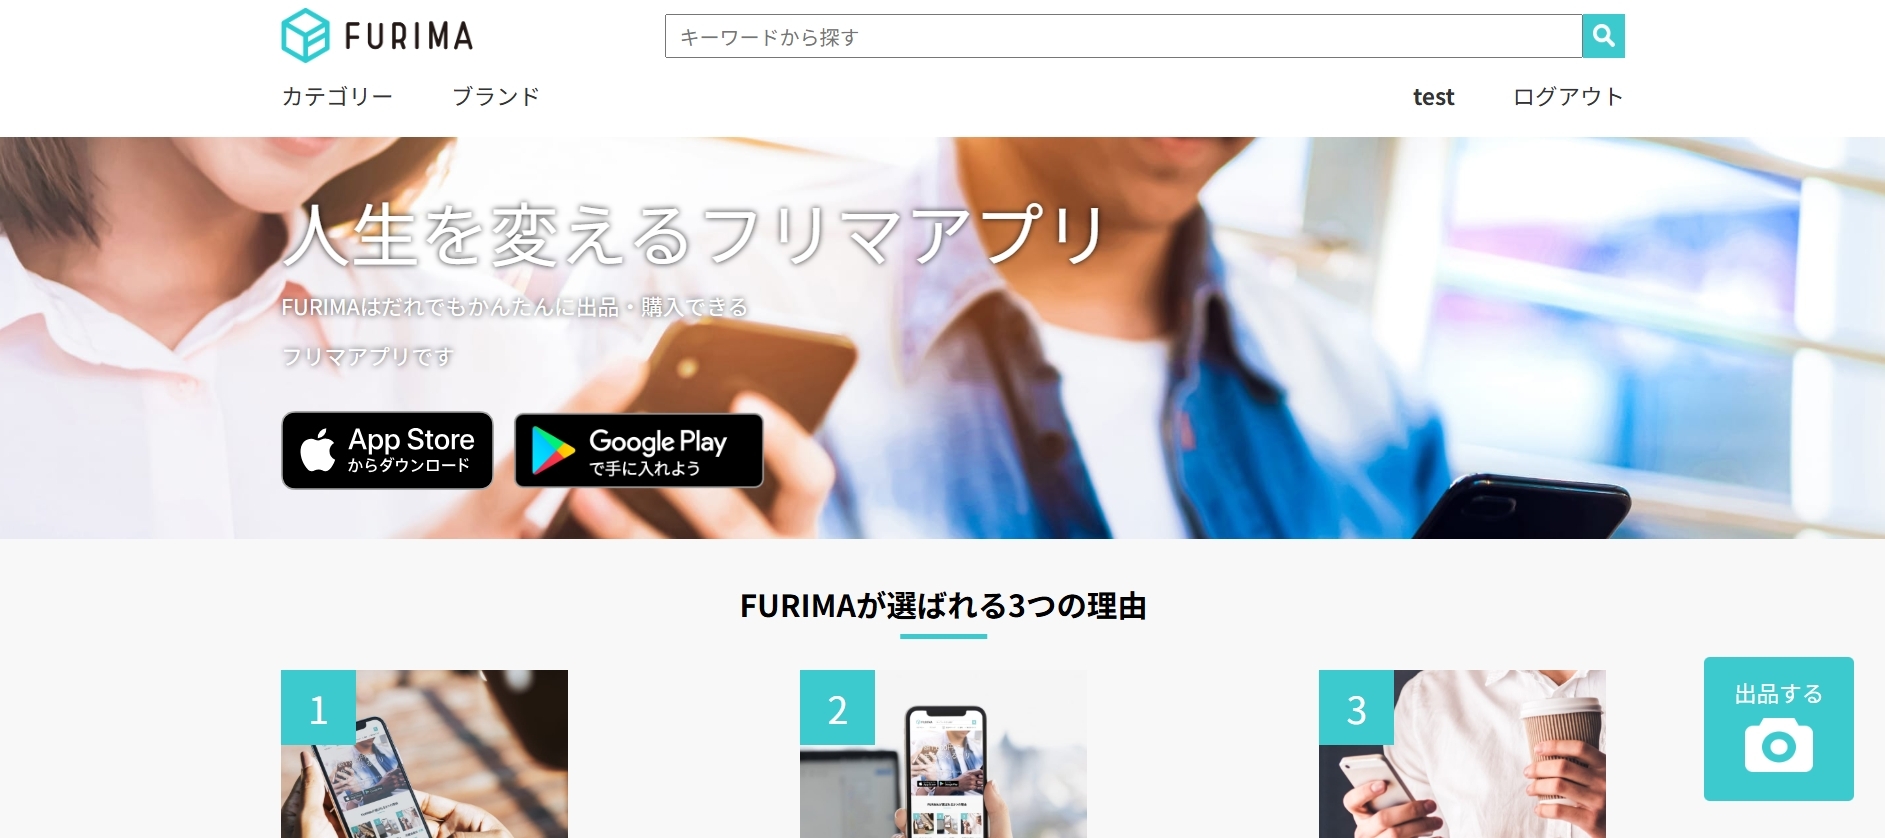 FURIMA
キーワードから探す
カテゴリー ブランド test ログアウト
人生を変えるフリマアプリ
FURIMAはだれでもかんたんに出品・購入できる
フリマアプリです
App Store
からダウンロード
Google Play
で手に入れよう
FURIMAが選ばれる3つの理由
1
2
3
出品する